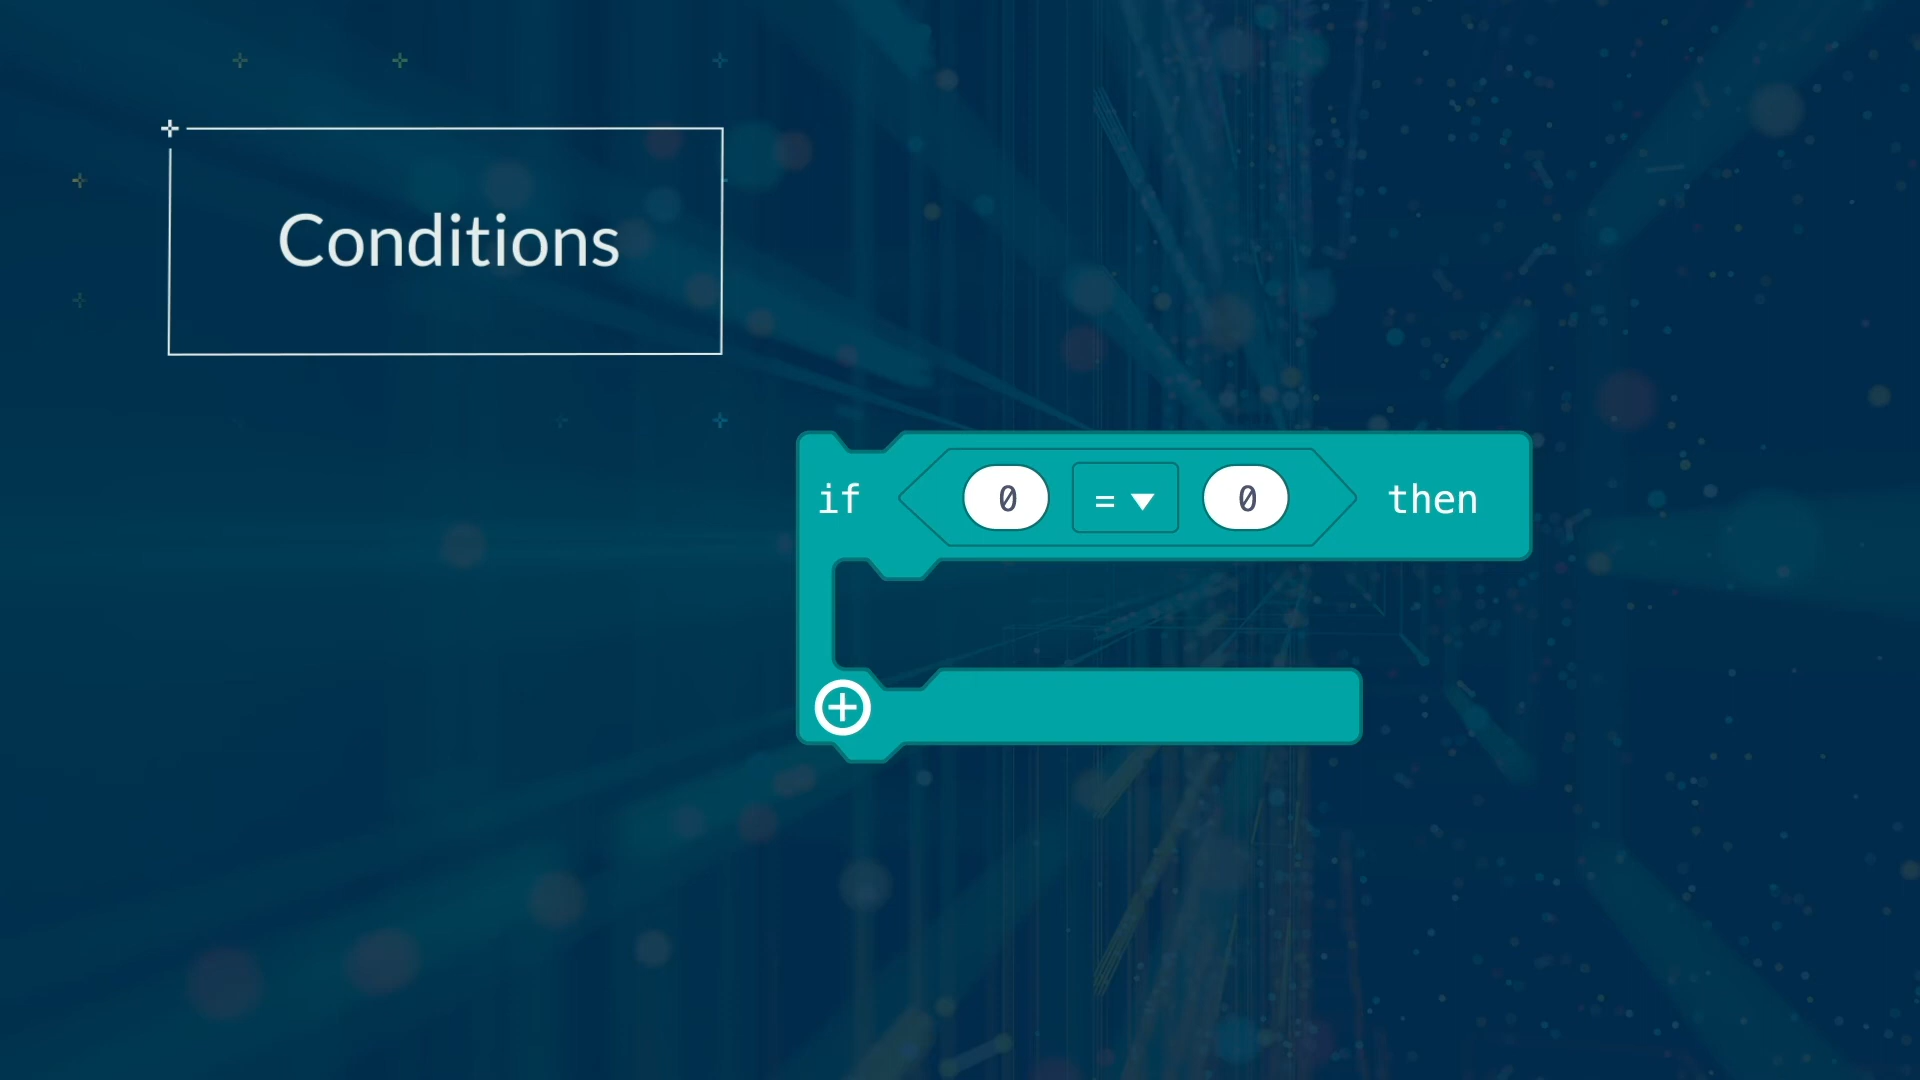 Conditions
if 0 = 0 then